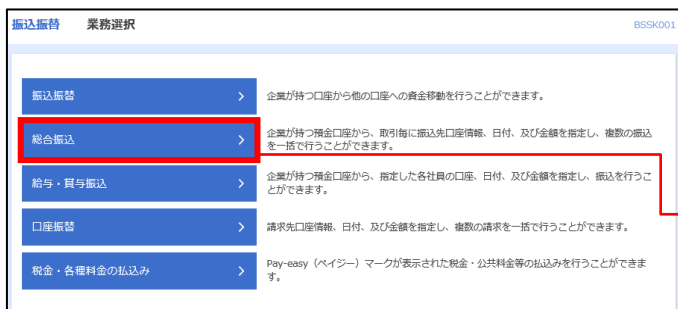 振込振替 業務選択 BSSK001
振込振替 企業が持つ口座から他の口座への資金移動を行うことができます。
総合振込 企業が持つ預金口座から、取引毎に振込先口座情報、日付、及び金額を指定し、複数の振込
を一括で行うことができます。
給与・賞与振込 企業が持つ預金口座から、指定した各社員の口座、日付、及び金額を指定し、振込を行うこ
とができます。
口座振替 請求先口座情報、日付、及び金額を指定し、複数の請求を一括で行うことができます。
税金・各種料金の払込み Pay-easy（ペイジー）マークが表示された税金・公共料金等の払込みを行うことができま
す。